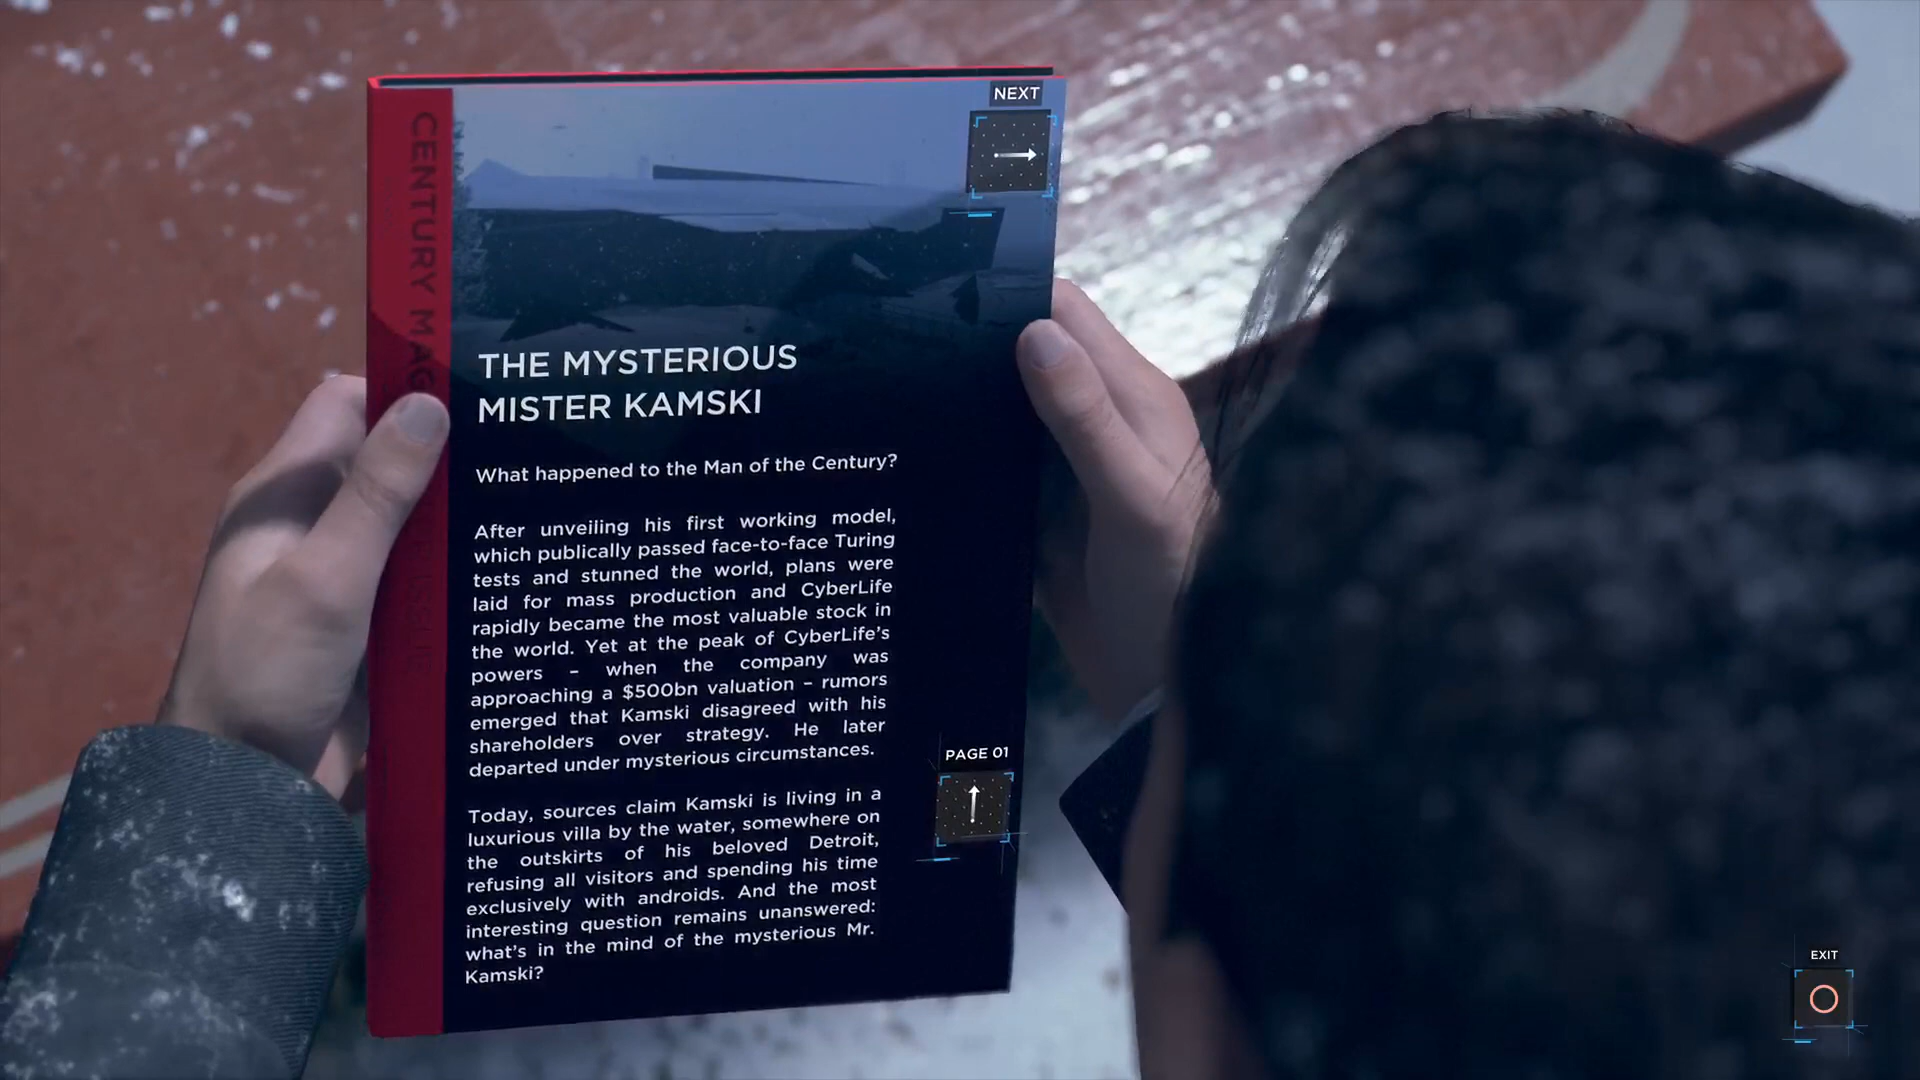 NEXT
CENTURY MAG
THE MYSTERIOUS
MISTER KAMSKI
What happened to the Man of the Century?
After unveiling his first working model,
which publically passed face-to-face Turing
tests and stunned the world, plans were
laid for mass production and CyberLife
rapidly became the most valuable stock in
the world. Yet at the peak of CyberLife's
powers – when the company was
approaching a $500bn valuation – rumors
emerged that Kamski disagreed with his
shareholders over strategy. He later
departed under mysterious circumstances.
PAGE 01
Today, sources claim Kamski is living in a
luxurious villa by the water, somewhere on
the outskirts of his beloved Detroit,
refusing all visitors and spending his time
exclusively with androids. And the most
interesting question remains unanswered:
what's in the mind of the mysterious Mr.
Kamski?
EXIT